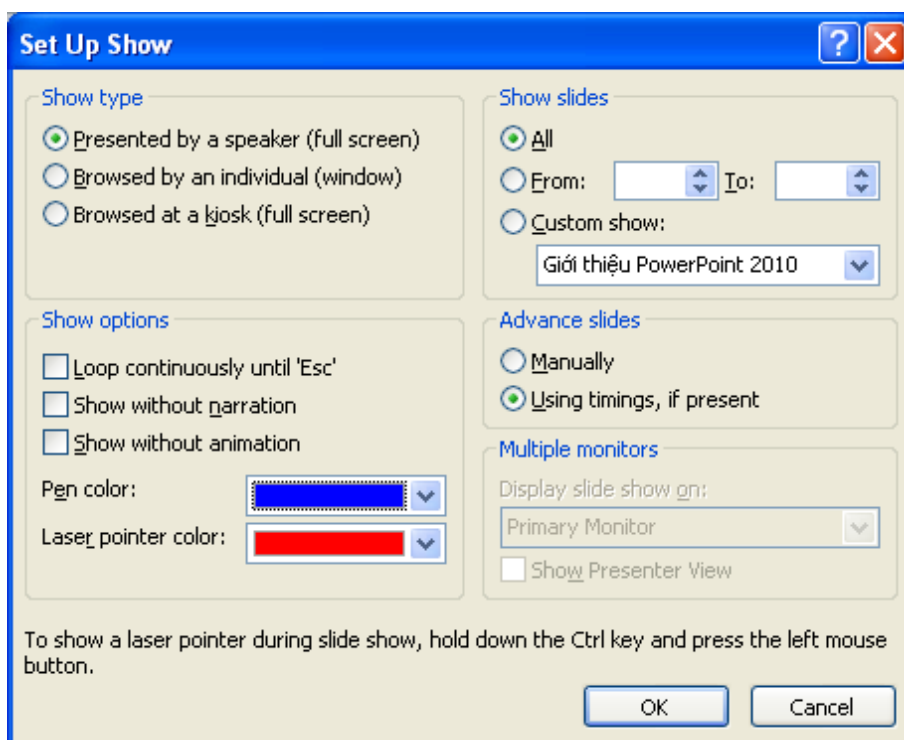 Set Up Show
Show type
Presented by a speaker (full screen)
Browsed by an individual (window)
Browsed at a kiosk (full screen)
Show slides
All
From: To:
Custom show:
Giới thiệu PowerPoint 2010
Show options
Loop continuously until 'Esc'
Show without narration
Show without animation
Pen color:
Laser pointer color:
Advance slides
Manually
Using timings, if present
Multiple monitors
Display slide show on:
Primary Monitor
Show Presenter View
To show a laser pointer during slide show, hold down the Ctrl key and press the left mouse
button.
OK
Cancel